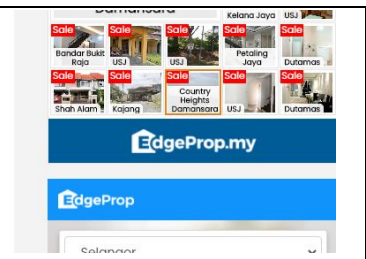 Damansara
Kelana Jaya USJ
Sale Sale Sale Sale Sale
Bandar Bukit Raja USJ USJ Petaling Jaya Dutamas
Sale Sale Sale Sale Sale
Shah Alam Kajang Country Heights Damansara USJ Dutamas
EdgeProp.my
EdgeProp
Selangor